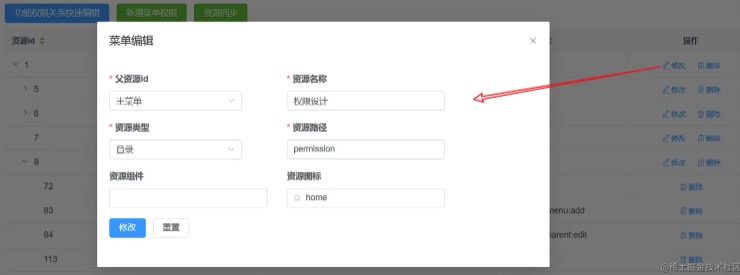 功能权限关系快速编辑 新增菜单权限 资源同步
资源id 操作
菜单编辑
1 修改 删除
* 父资源id * 资源名称
5 修改 删除
主菜单 权限设计
6 修改 删除
* 资源类型 * 资源路径
7 修改 删除
目录 permission
8 修改 删除
资源组件 资源图标
72 删除
home
83 menu:add 删除
修改 重置
84 parent:edit 删除
113 删除
@稀土掘金技术社区